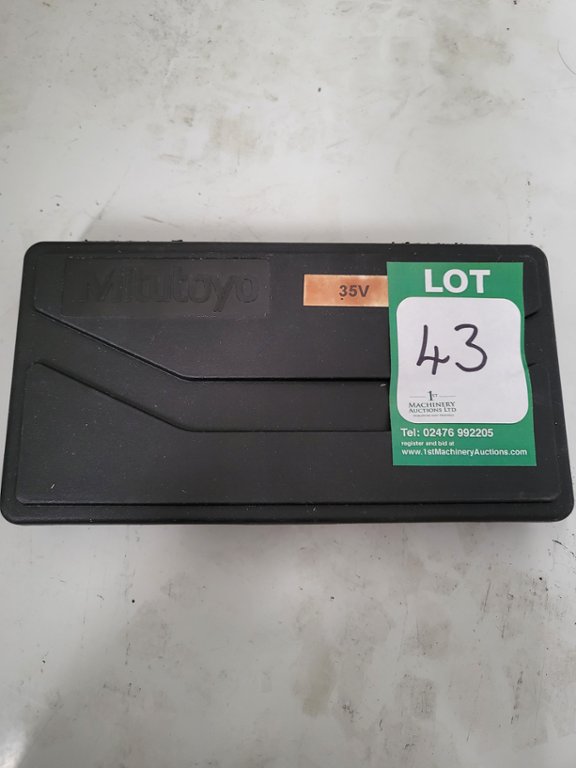 Mitutoyo
35V
LOT
43
1ST
MACHINERY
AUCTIONS LTD
Tel: 02476 992205
register and bid at
www.1stMachineryAuctions.com